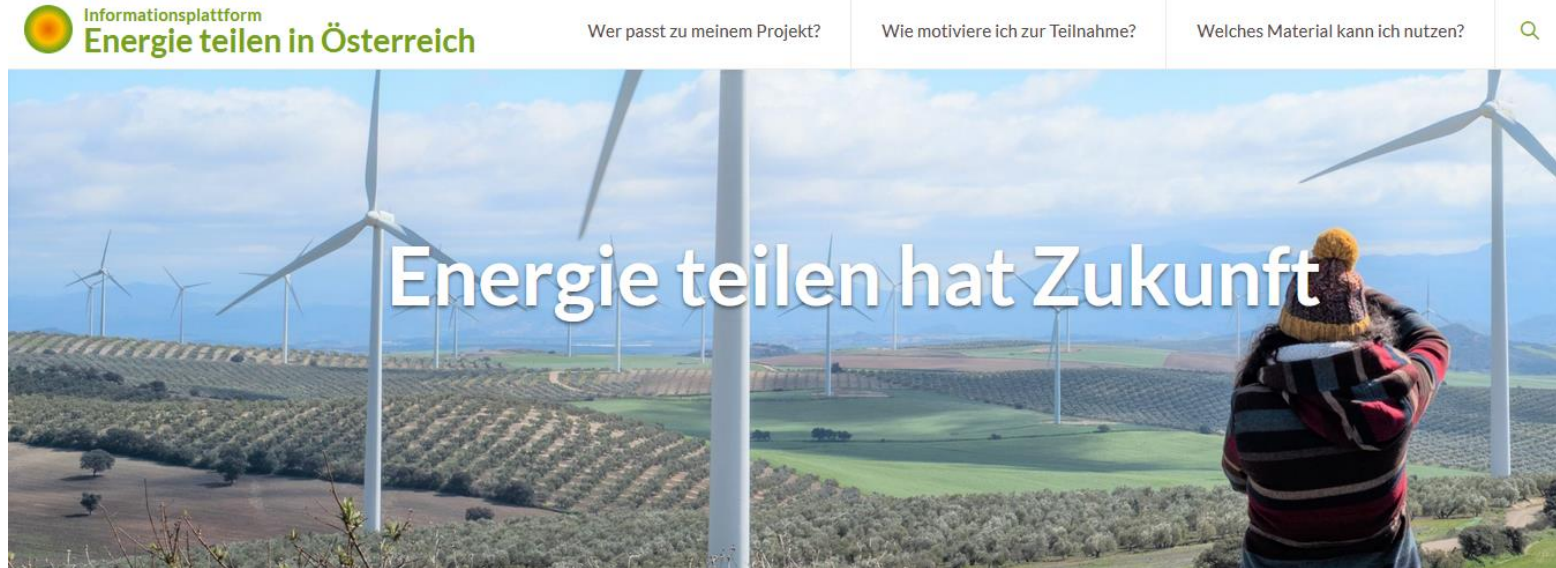 Informationsplattform
Energie teilen in Österreich
Wer passt zu meinem Projekt?
Wie motiviere ich zur Teilnahme?
Welches Material kann ich nutzen?
Energie teilen hat Zukunft